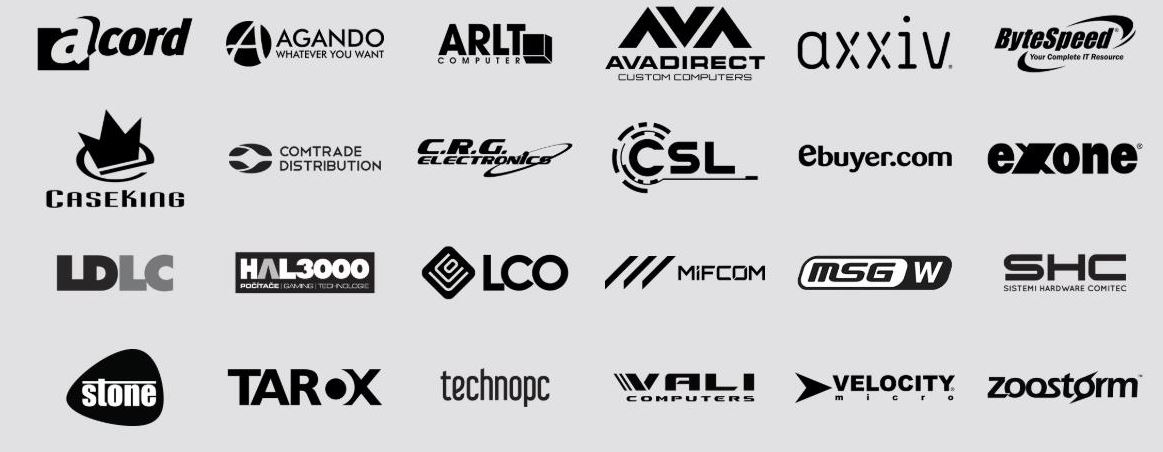 acord
AGANDO
WHATEVER YOU WANT
ARLT
COMPUTER
AVA
AVADIRECT
CUSTOM COMPUTERS
axxiv®
ByteSpeed®
Your Complete IT Resource
CASEKING
COMTRADE
DISTRIBUTION
C.R.G.
ELECTRONICS
CSL
ebuyer.com
exone®
LDLC
HAL3000
POČÍTAČE | GAMING | TECHNOLOGIE
LCO
MIFCOM
MSG W
SHC
SISTEMI HARDWARE COMITEC
stone
TAROX
technopc
VALI
COMPUTERS
VELOCITY®
micro
zoostorm™